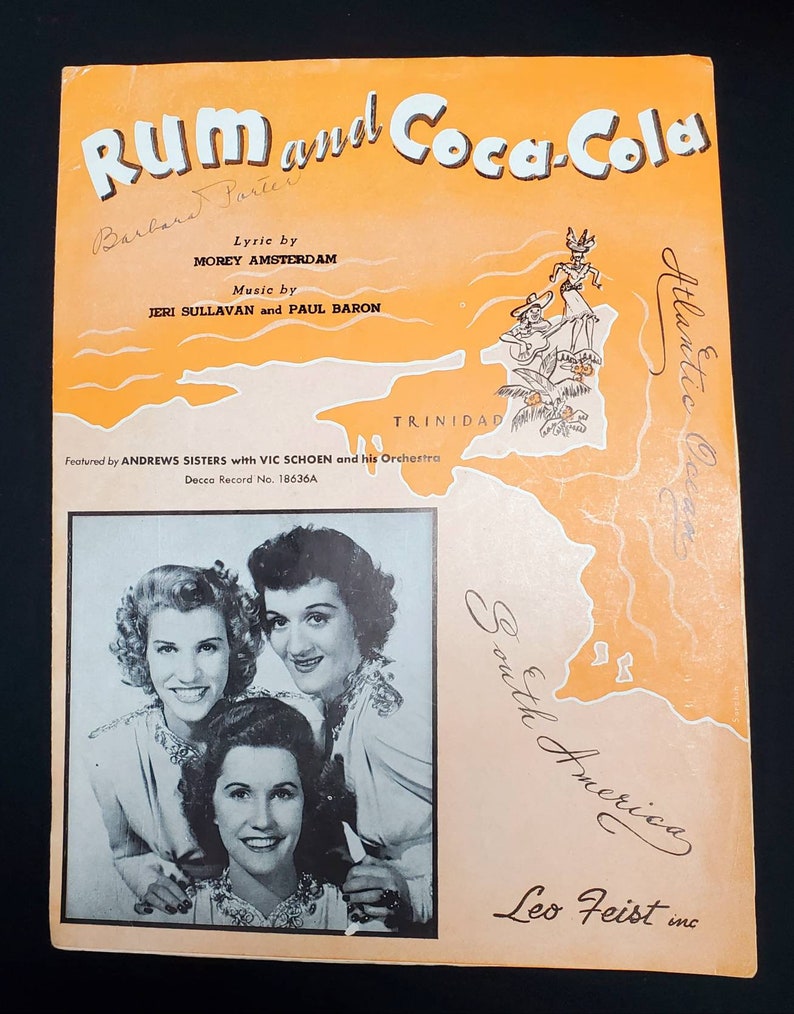 Rum and Coca-Cola
Barbara Porter
Lyric by
MOREY AMSTERDAM
Music by
JERI SULLAVAN and PAUL BARON
Atlantic Ocean
TRINIDAD
Featured by ANDREWS SISTERS with VIC SCHOEN and his Orchestra
Decca Record No. 18636A
South America
Leo Feist inc